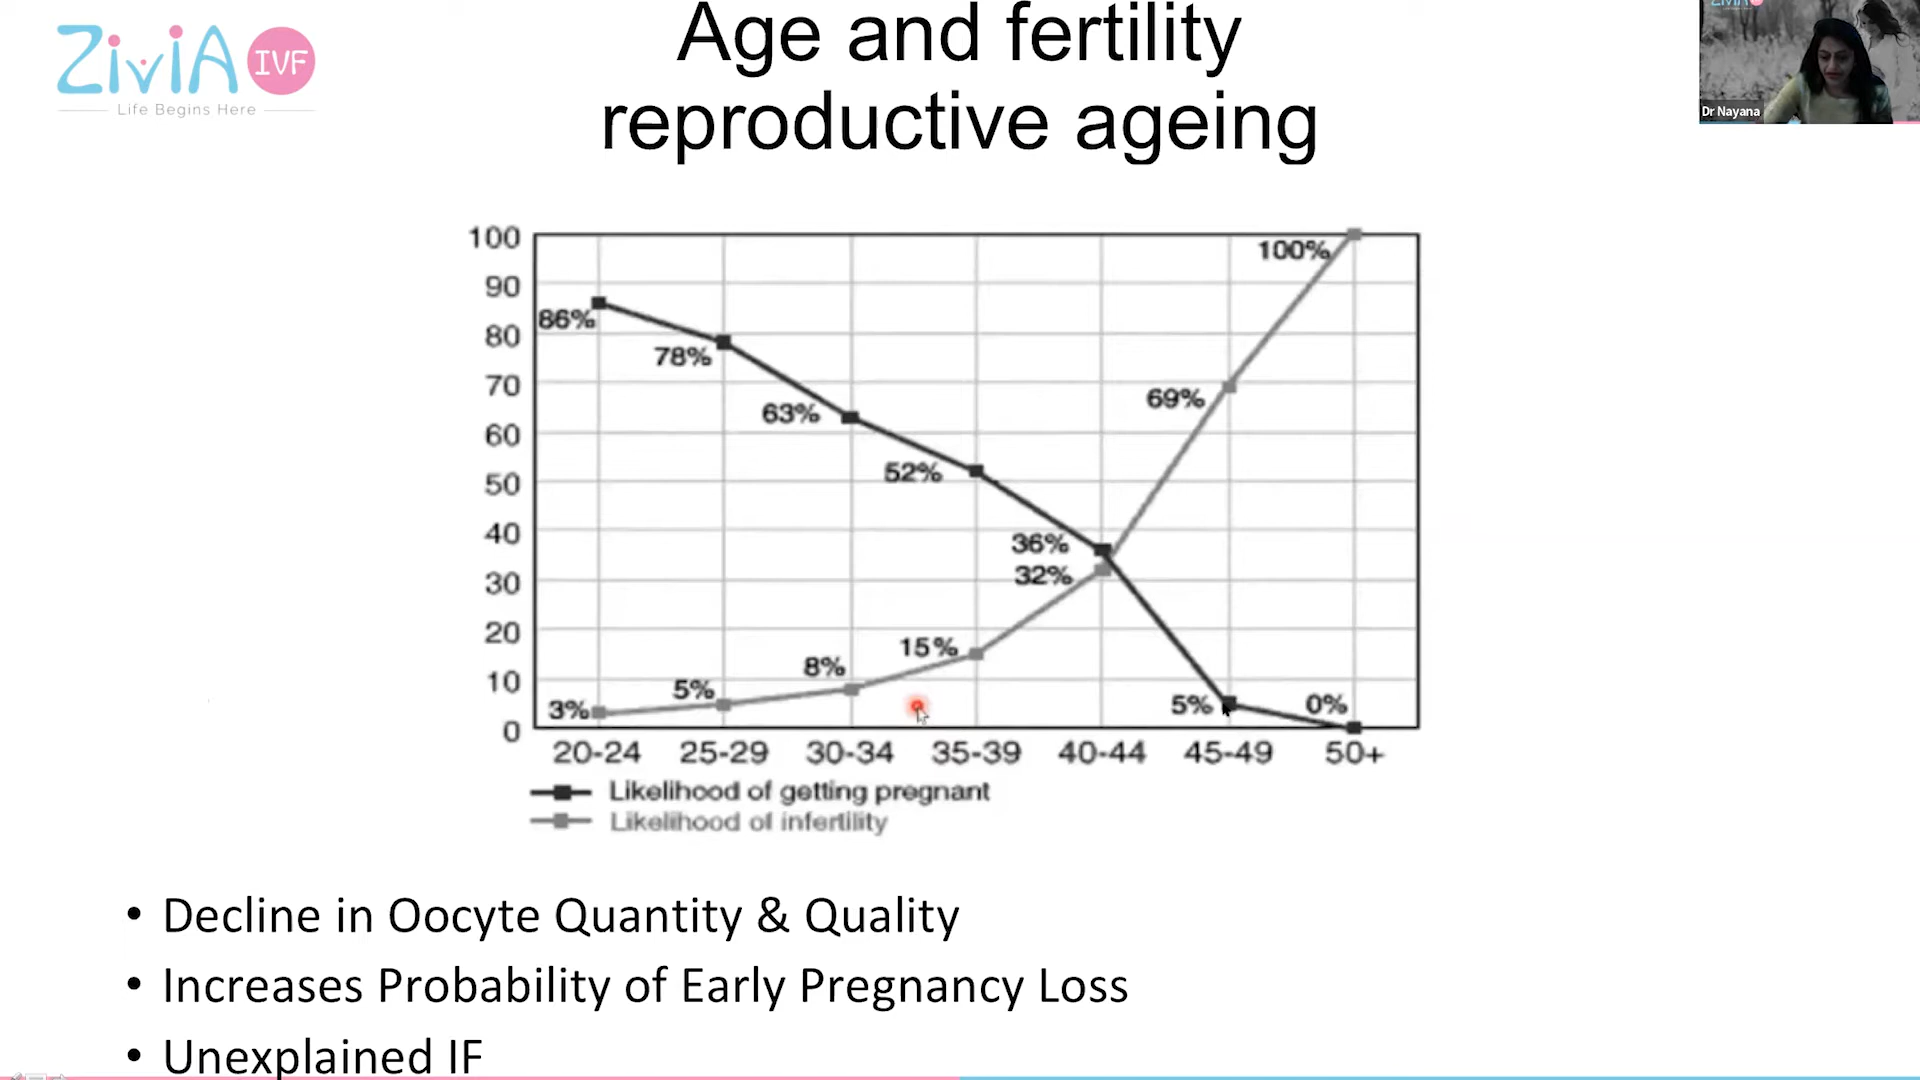 ZiviA IVF
Life Begins Here
Age and fertility
reproductive ageing
Dr Nayana
100
90
80
70
60
50
40
30
20
10
0
86%
78%
63%
52%
36%
32%
15%
8%
5%
3%
69%
100%
5%
0%
20-24 25-29 30-34 35-39 40-44 45-49 50+
Likelihood of getting pregnant
Likelihood of infertility
• Decline in Oocyte Quantity & Quality
• Increases Probability of Early Pregnancy Loss
• Unexplained IF